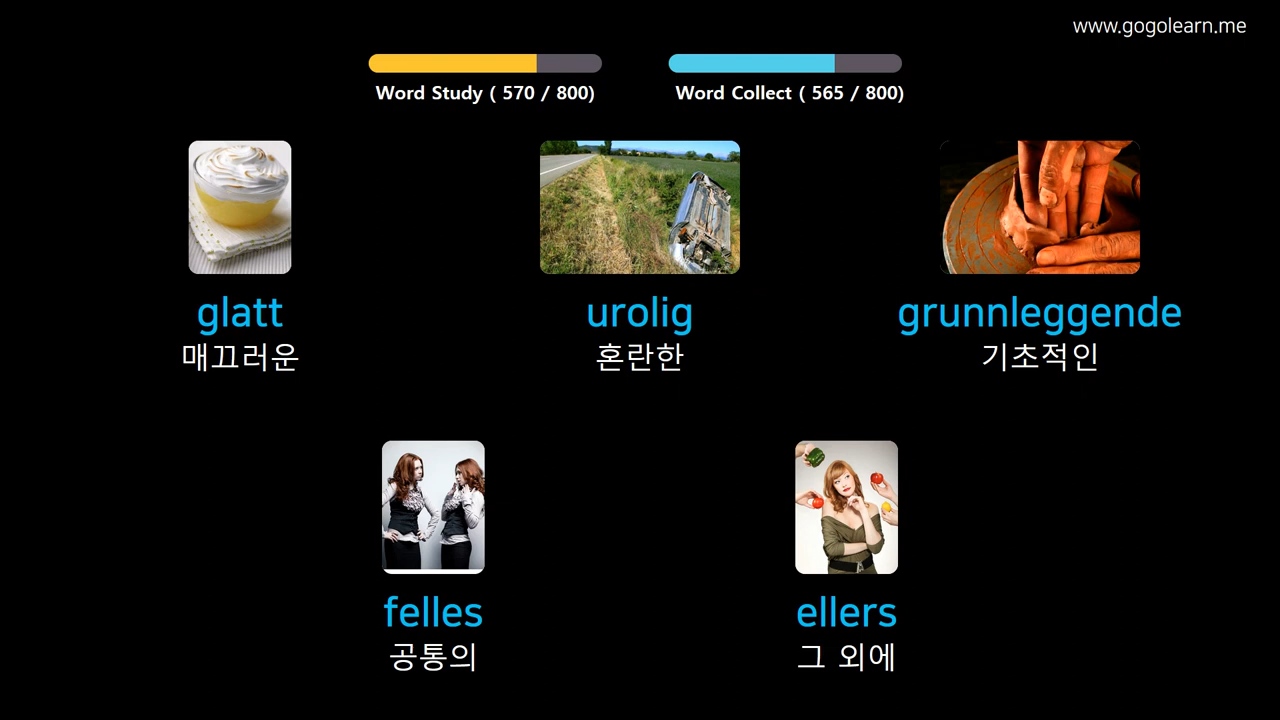 www.gogolearn.me
Word Study ( 570 / 800)
Word Collect ( 565 / 800)
glatt
매끄러운
urolig
혼란한
grunnleggende
기초적인
felles
공통의
ellers
그 외에